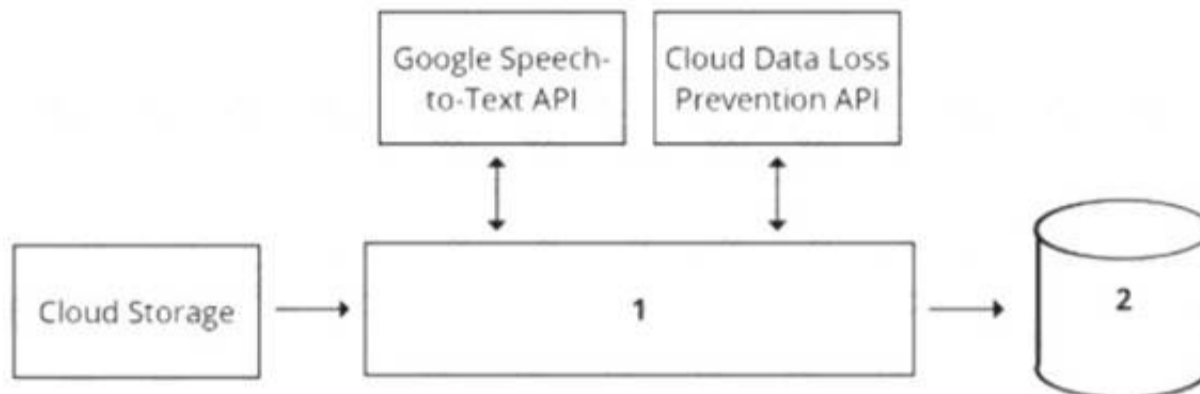 Google Speech-
to-Text API
Cloud Data Loss
Prevention API
Cloud Storage
1
2